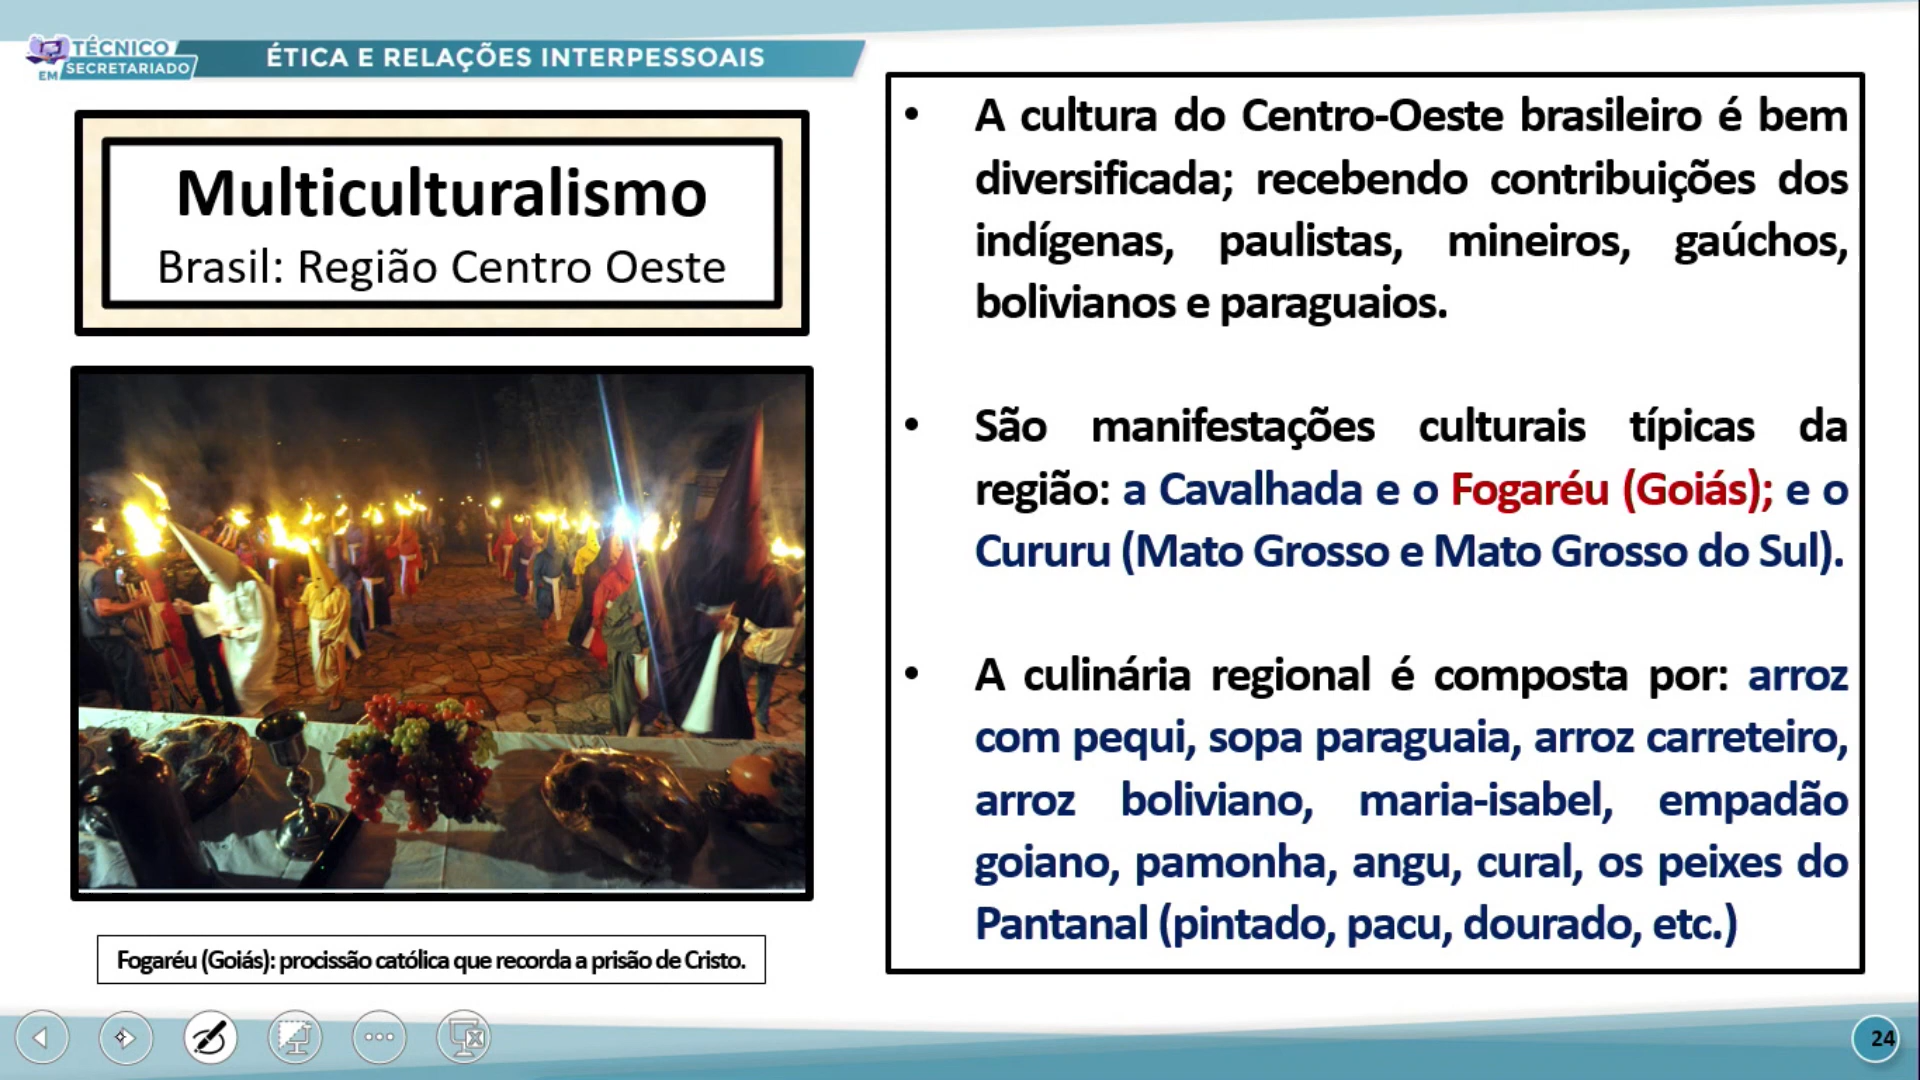 TÉCNICO
EM SECRETARIADO
ÉTICA E RELAÇÕES INTERPESSOAIS
Multiculturalismo
Brasil: Região Centro Oeste
Fogaréu (Goiás): procissão católica que recorda a prisão de Cristo.
• A cultura do Centro-Oeste brasileiro é bem
diversificada; recebendo contribuições dos
indígenas, paulistas, mineiros, gaúchos,
bolivianos e paraguaios.
• São manifestações culturais típicas da
região: a Cavalhada e o Fogaréu (Goiás); e o
Cururu (Mato Grosso e Mato Grosso do Sul).
• A culinária regional é composta por: arroz
com pequi, sopa paraguaia, arroz carreteiro,
arroz boliviano, maria-isabel, empadão
goiano, pamonha, angu, cural, os peixes do
Pantanal (pintado, pacu, dourado, etc.)
24